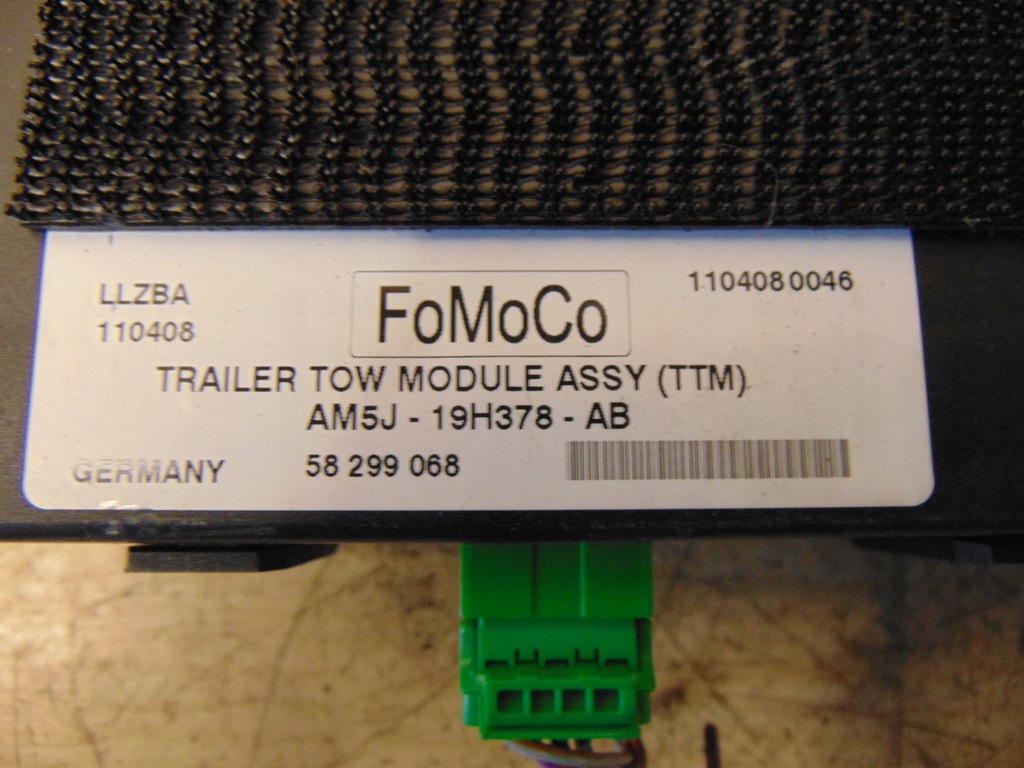 LLZBA
110408
FoMoCo
1104080046
TRAILER TOW MODULE ASSY (TTM)
AM5J - 19H378 - AB
GERMANY
58 299 068